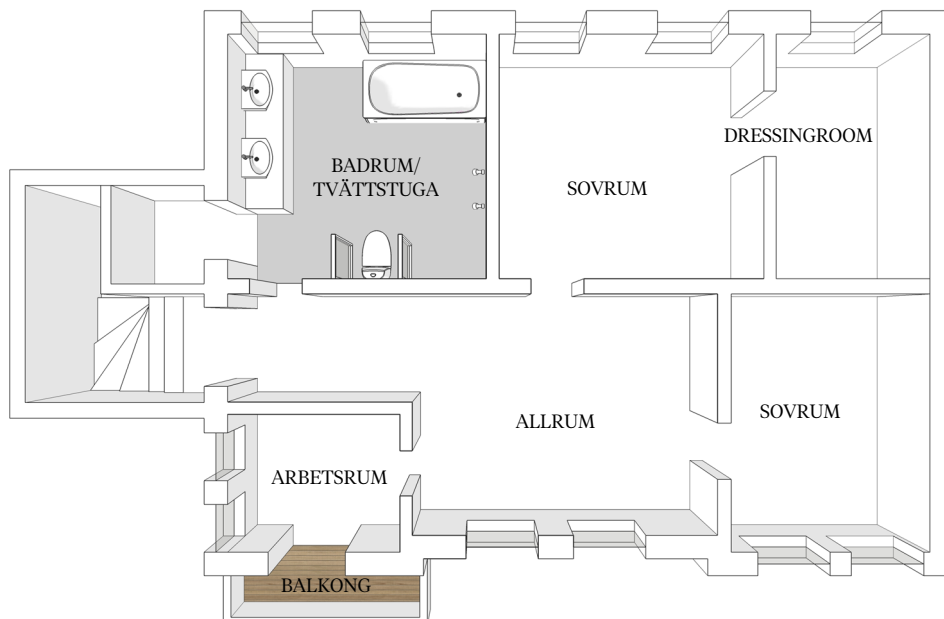 BADRUM/
TVÄTTSTUGA
SOVRUM
DRESSINGROOM
ALLRUM
SOVRUM
ARBETSRUM
BALKONG